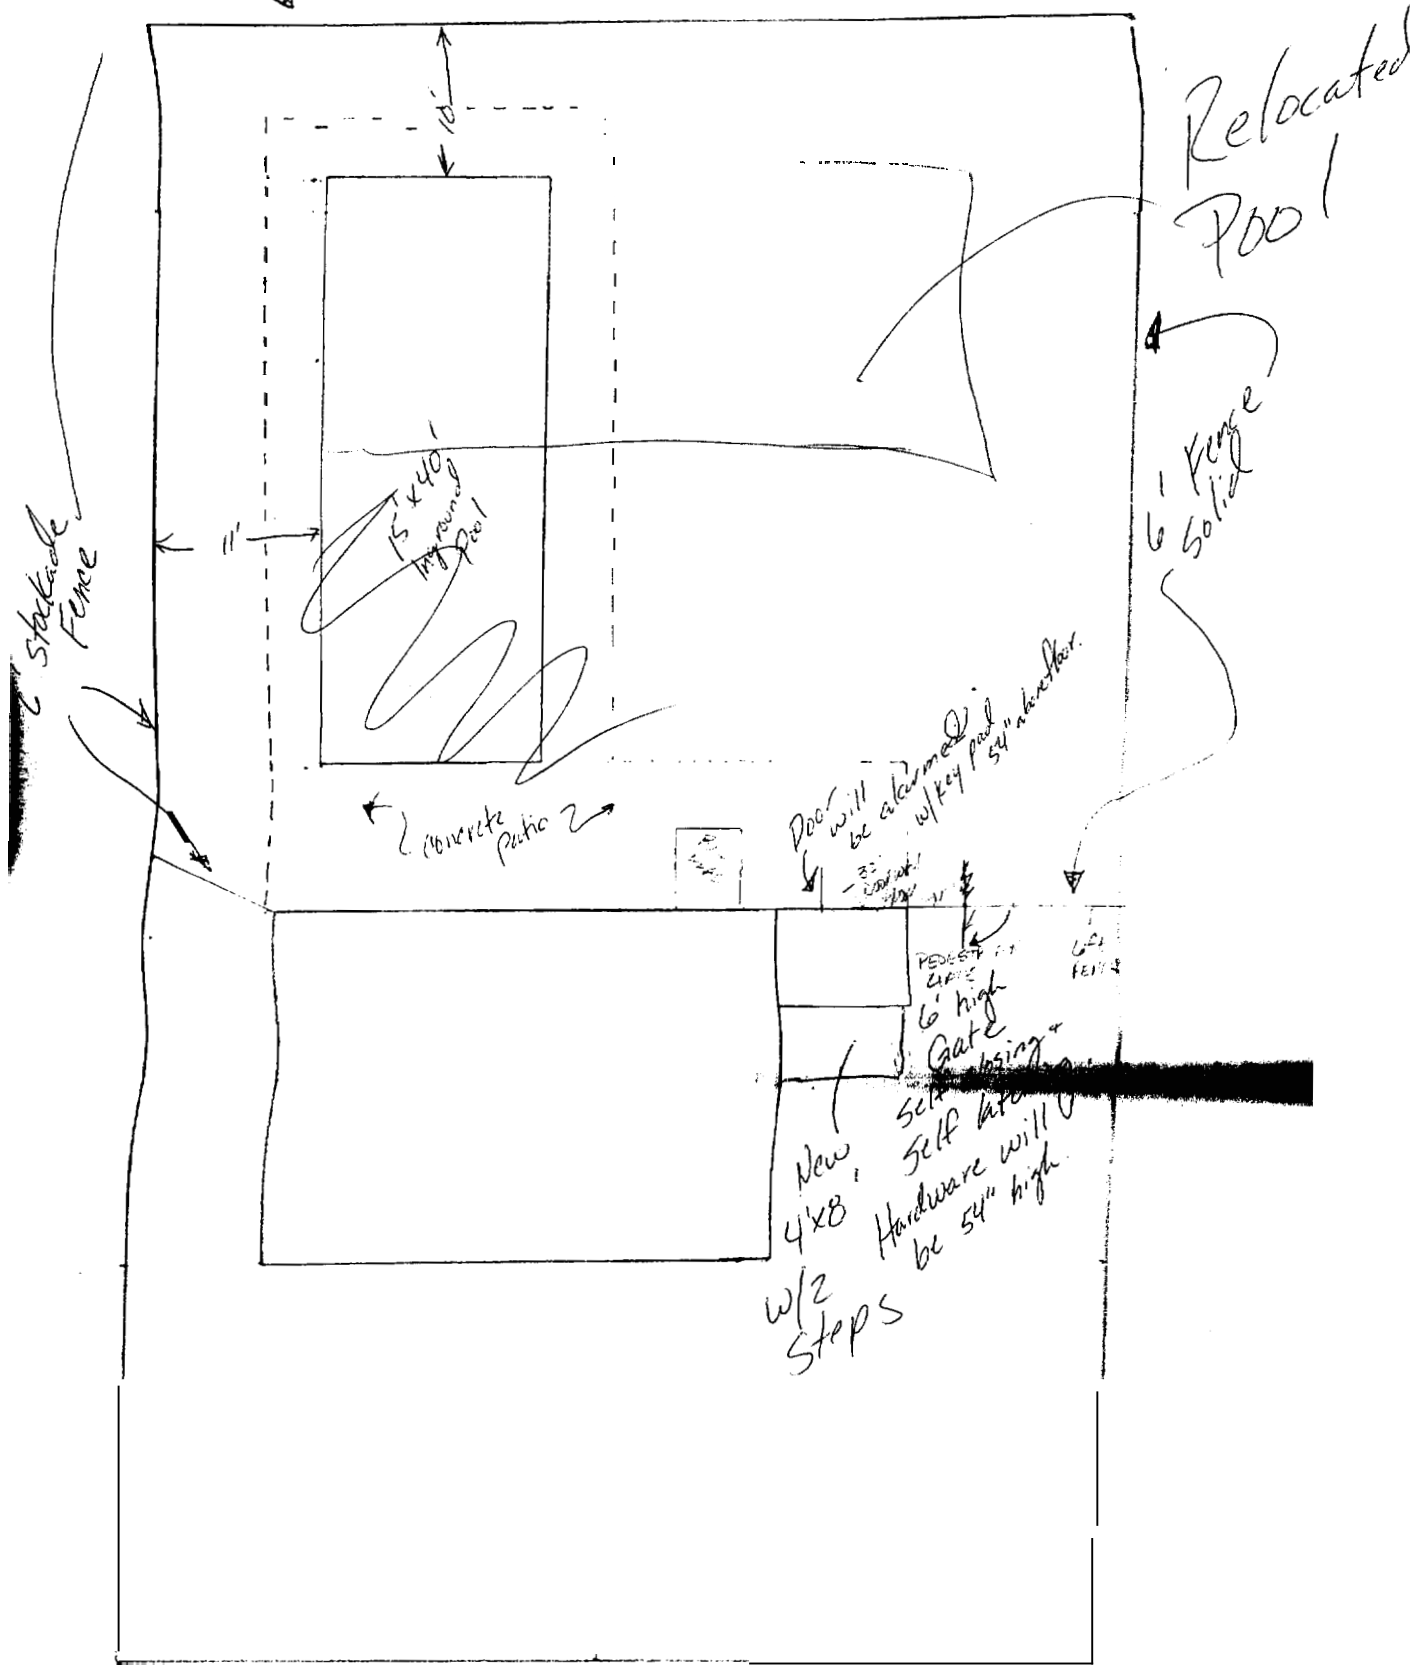 10'
Relocated
Pool
6' Fence
Solid
15' x 40'
Inground
Pool
11'
6' stockade
Fence
concrete
Patio
Door will
be alarmed
w/key pad
54" above floor.
PEDESTRIAN
GATE
6' high
Gate
self closing +
self latching.
Hardware will
be 54" high.
6 ft
FENCE
New
4'x8'
w/2
Steps